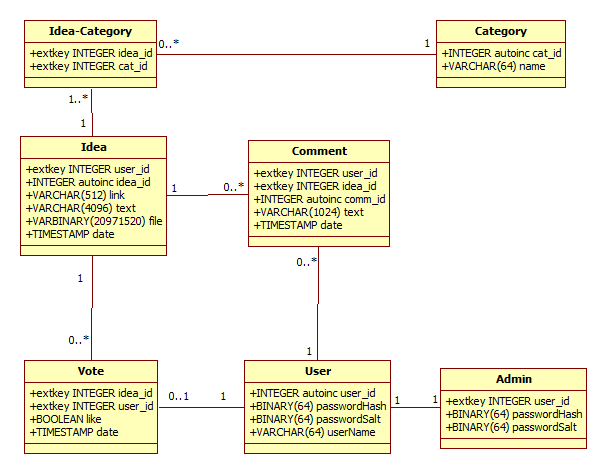 Idea-Category
+extkey INTEGER idea_id
+extkey INTEGER cat_id
0..*
1
Category
+INTEGER autoinc cat_id
+VARCHAR(64) name
1..*
1
Idea
+extkey INTEGER user_id
+INTEGER autoinc idea_id
+VARCHAR(512) link
+VARCHAR(4096) text
+VARBINARY(20971520) file
+TIMESTAMP date
1
0..*
Comment
+extkey INTEGER user_id
+extkey INTEGER idea_id
+INTEGER autoinc comm_id
+VARCHAR(1024) text
+TIMESTAMP date
1
0..*
0..*
1
Vote
+extkey INTEGER idea_id
+extkey INTEGER user_id
+BOOLEAN like
+TIMESTAMP date
0..1
1
User
+INTEGER autoinc user_id
+BINARY(64) passwordHash
+BINARY(64) passwordSalt
+VARCHAR(64) userName
1
1
Admin
+extkey INTEGER user_id
+BINARY(64) passwordHash
+BINARY(64) passwordSalt